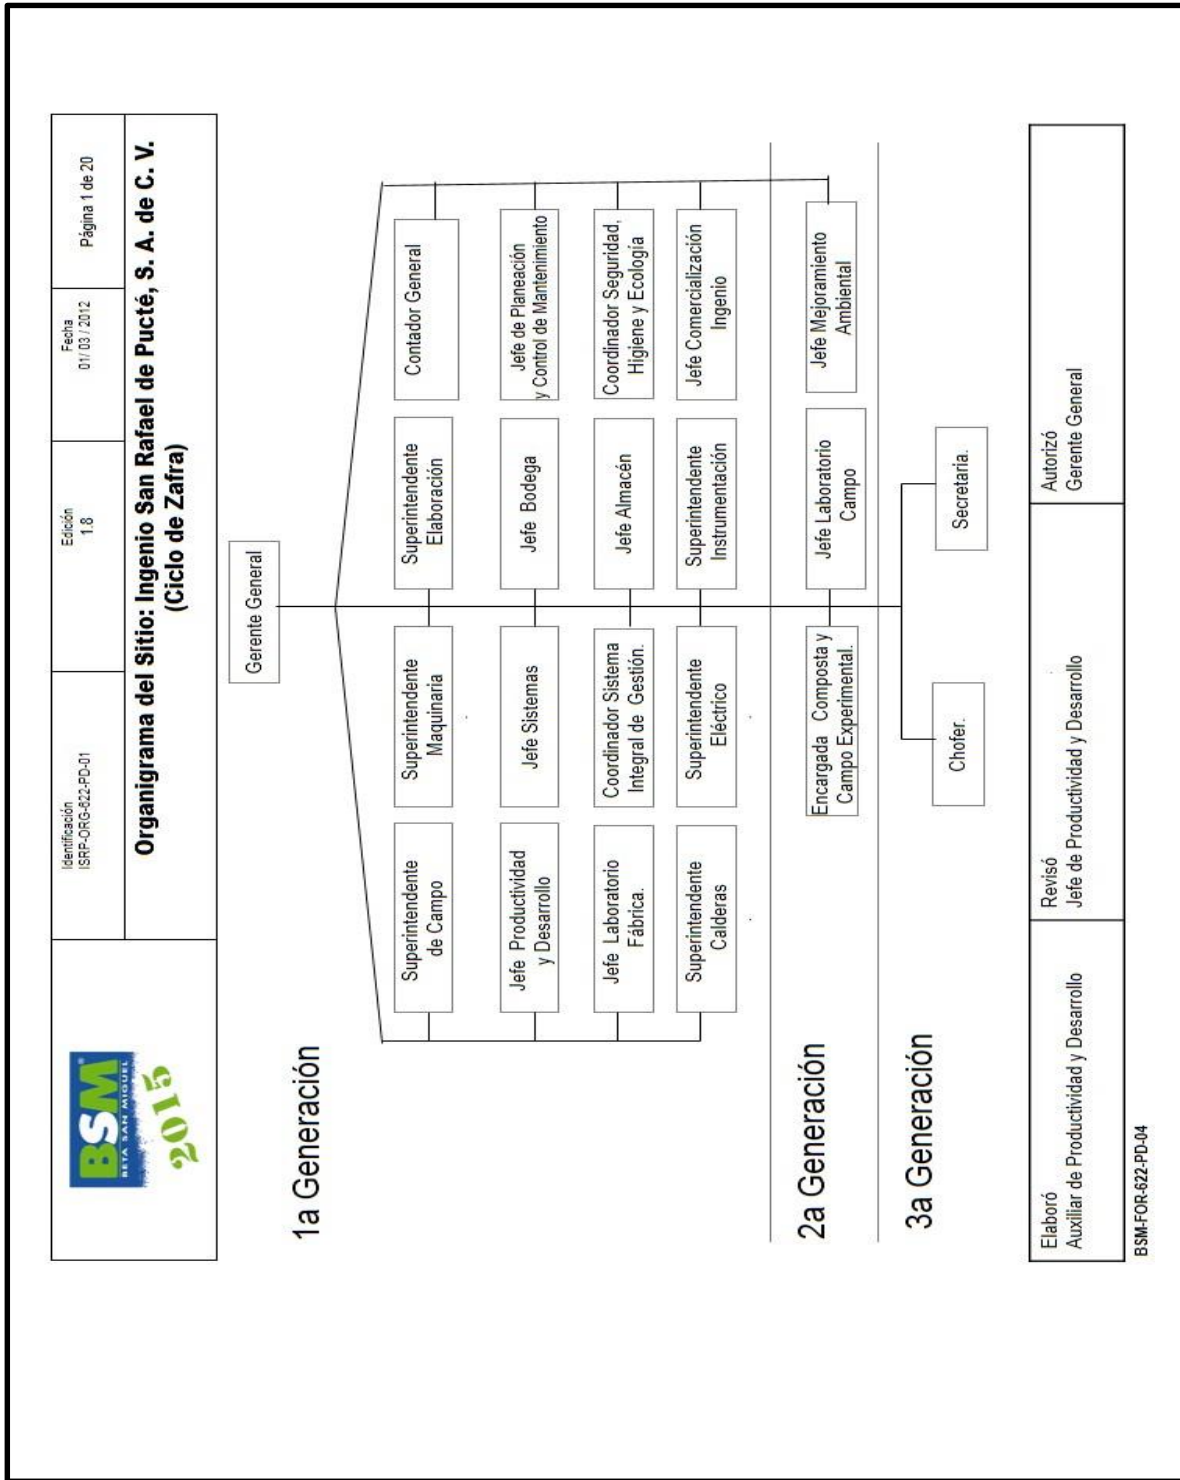 BSM
BETA SAN MIGUEL
2015
Identificación
ISRP-ORG-622-PD-01
Edición
1.8
Fecha
01/ 03 / 2012
Página 1 de 20
Organigrama del Sitio: Ingenio San Rafael de Pucté, S. A. de C. V.
(Ciclo de Zafra)
Gerente General
1a Generación
Superintendente
de Campo
Superintendente
Maquinaria
Superintendente
Elaboración
Contador General
Jefe Productividad
y Desarrollo
Jefe Sistemas
Jefe Bodega
Jefe de Planeación
y Control de Mantenimiento
Jefe Laboratorio
Fábrica.
Coordinador Sistema
Integral de Gestión.
Jefe Almacén
Coordinador Seguridad,
Higiene y Ecología
Superintendente
Calderas
Superintendente
Eléctrico
Superintendente
Instrumentación
Jefe Comercialización
Ingenio
2a Generación
Encargada Composta y
Campo Experimental.
Jefe Laboratorio
Campo
Jefe Mejoramiento
Ambiental
3a Generación
Chofer.
Secretaria.
Elaboró
Auxiliar de Productividad y Desarrollo
Revisó
Jefe de Productividad y Desarrollo
Autorizó
Gerente General
BSM-FOR-622-PD-04